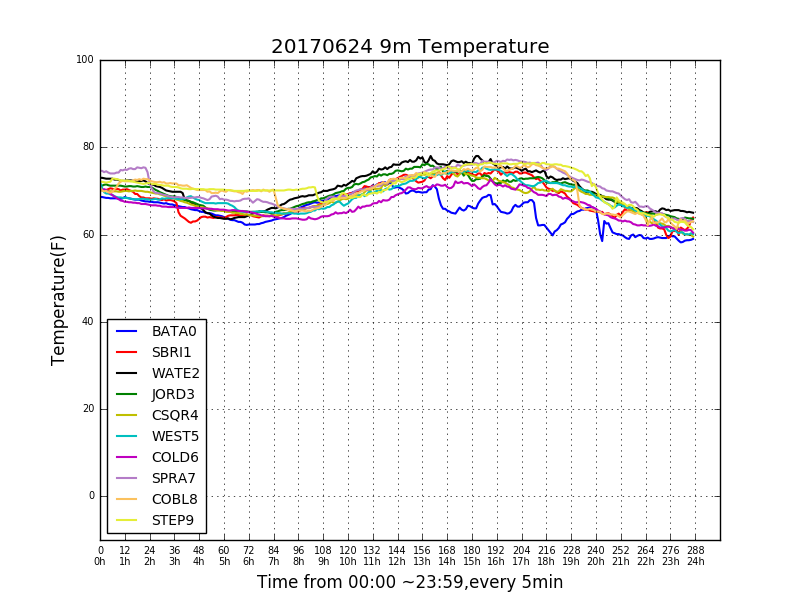 20170624 9m Temperature
Temperature(F)
100
80
60
40
20
0
BATA0
SBRI1
WATE2
JORD3
CSQR4
WEST5
COLD6
SPRA7
COBL8
STEP9
0 12 24 36 48 60 72 84 96 108 120 132 144 156 168 180 192 204 216 228 240 252 264 276 288
0h 1h 2h 3h 4h 5h 6h 7h 8h 9h 10h 11h 12h 13h 14h 15h 16h 17h 18h 19h 20h 21h 22h 23h 24h
Time from 00:00 ~23:59,every 5min